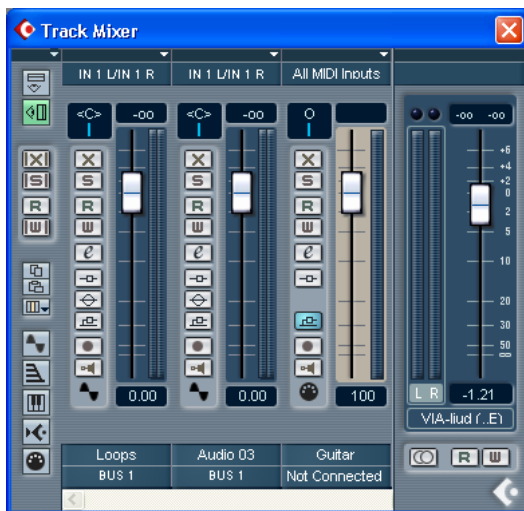 Track Mixer
IN 1 L/IN 1 R IN 1 L/IN 1 R All MIDI Inputs
<C> -oo <C> -oo O -oo -oo
X X X X
S S S S
R R R R
W W W W
e e e
+6
+4
+2
0
2
5
10
20
30
50
∞
L R
0.00 0.00 100 -1.21
VIA-liud (..E)
Loops Audio 03 Guitar R W
BUS 1 BUS 1 Not Connected